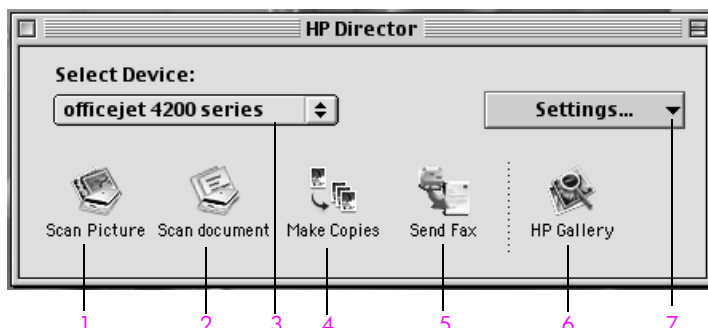 HP Director
Select Device:
officejet 4200 series
Settings...
Scan Picture
Scan document
Make Copies
Send Fax
HP Gallery
1 2 3 4 5 6 7